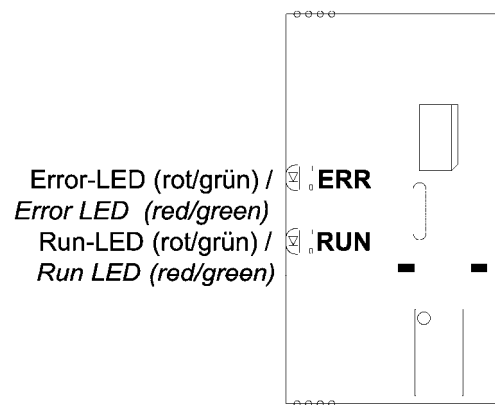 Error-LED (rot/grün) / ERR
Error LED (red/green)
Run-LED (rot/grün) / RUN
Run LED (red/green)